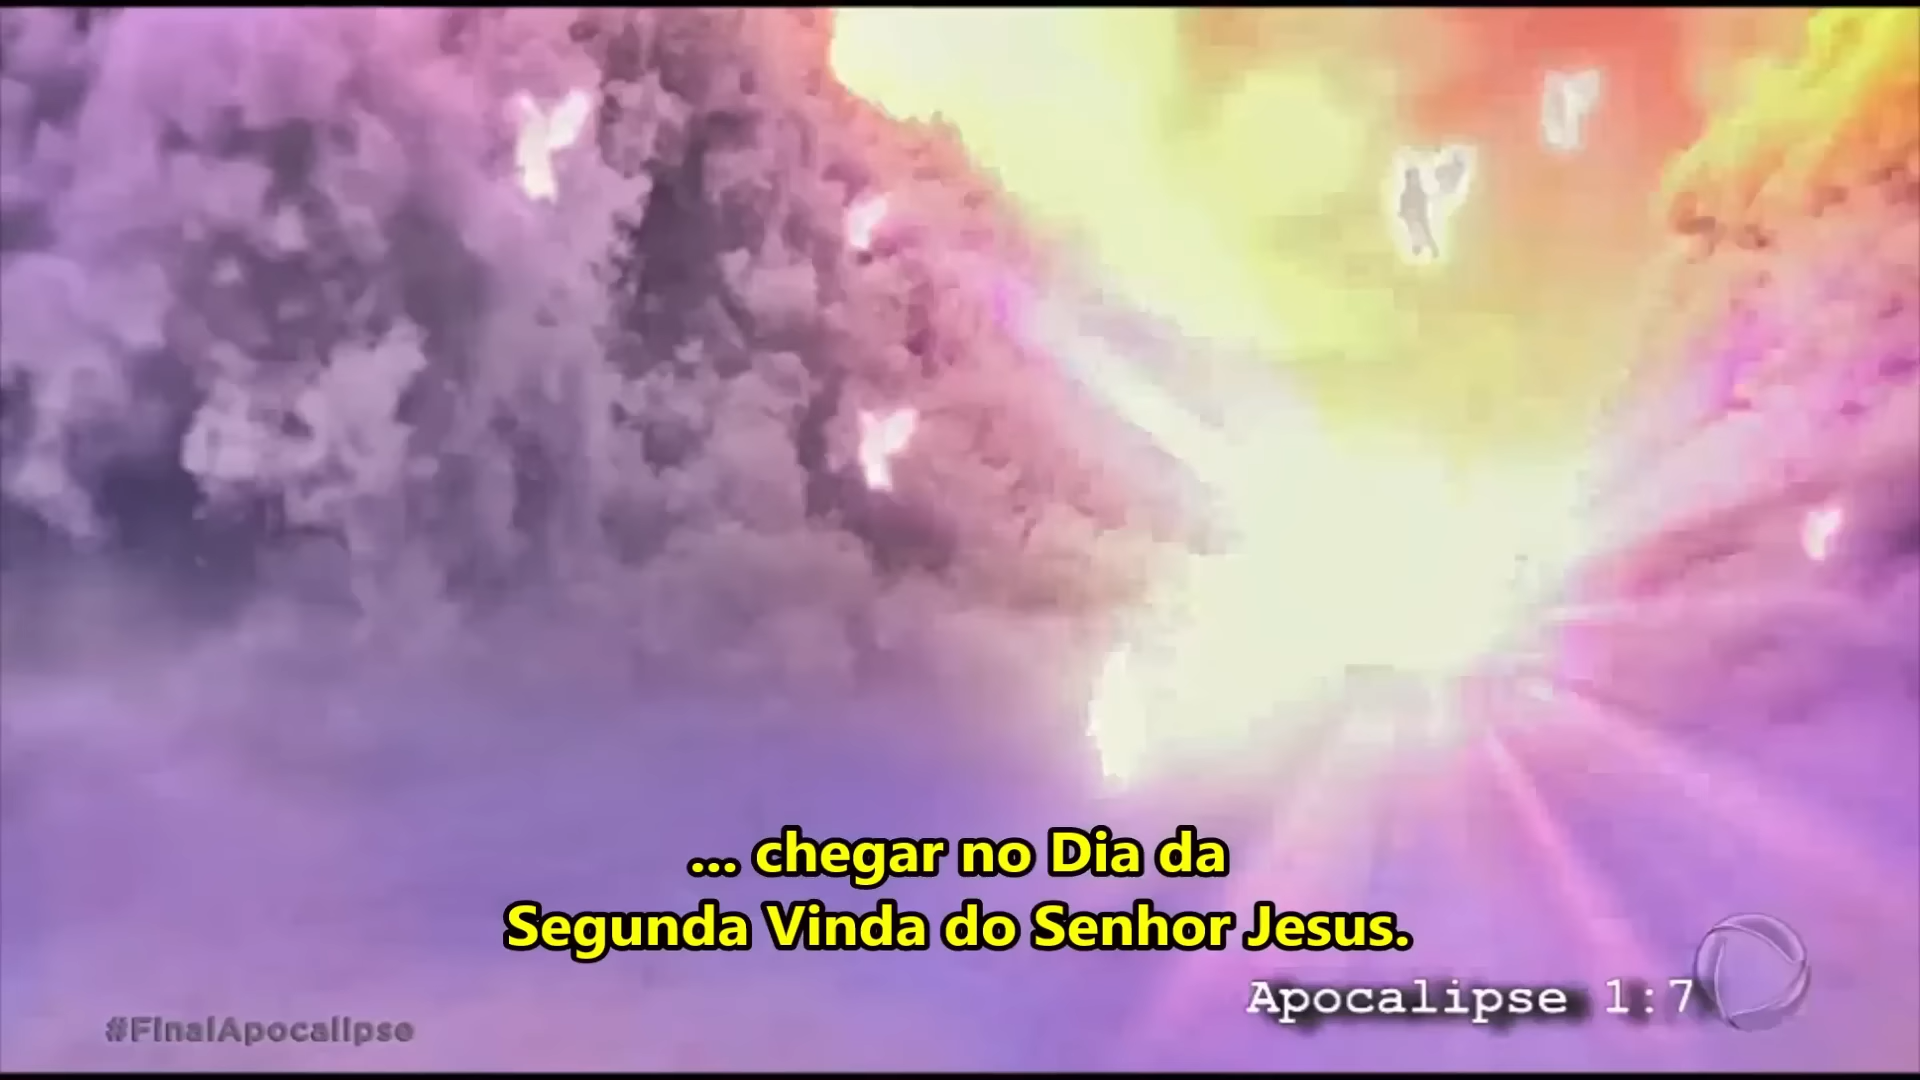 ... chegar no Dia da
Segunda Vinda do Senhor Jesus.
Apocalipse 1:7
#FinalApocalipse